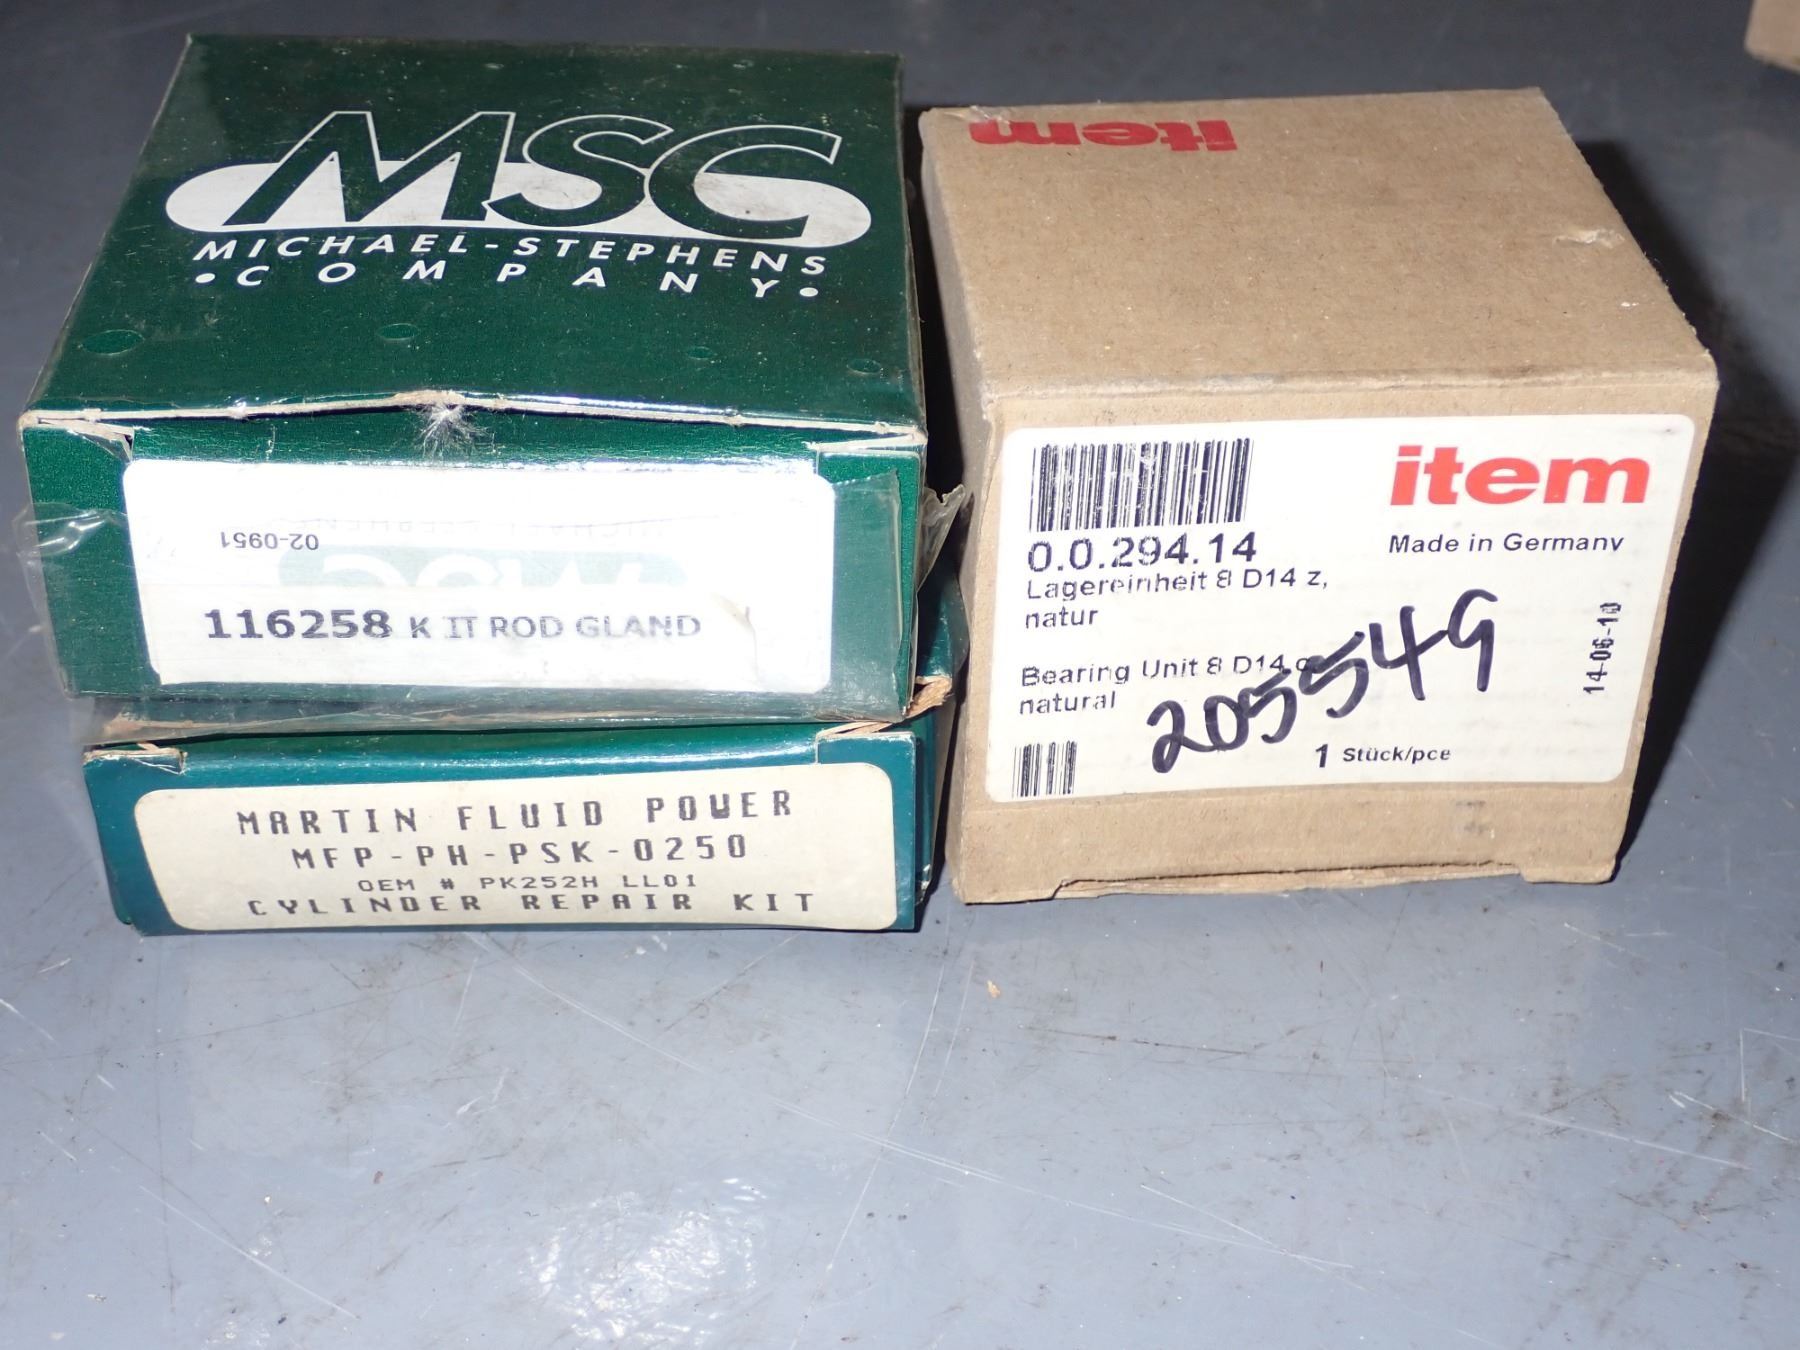 MSC
MICHAEL-STEPHENS
•COMPANY•
02-0951
116258 KIT ROD GLAND
MARTIN FLUID POWER
MFP-PH-PSK-0250
OEM # PK252H LL01
CYLINDER REPAIR KIT
item
item
0.0.294.14
Made in Germany
Lagereinheit 8 D14 z,
natur
Bearing Unit 8 D14
natural
205549
14-06-10
1 Stück/pce